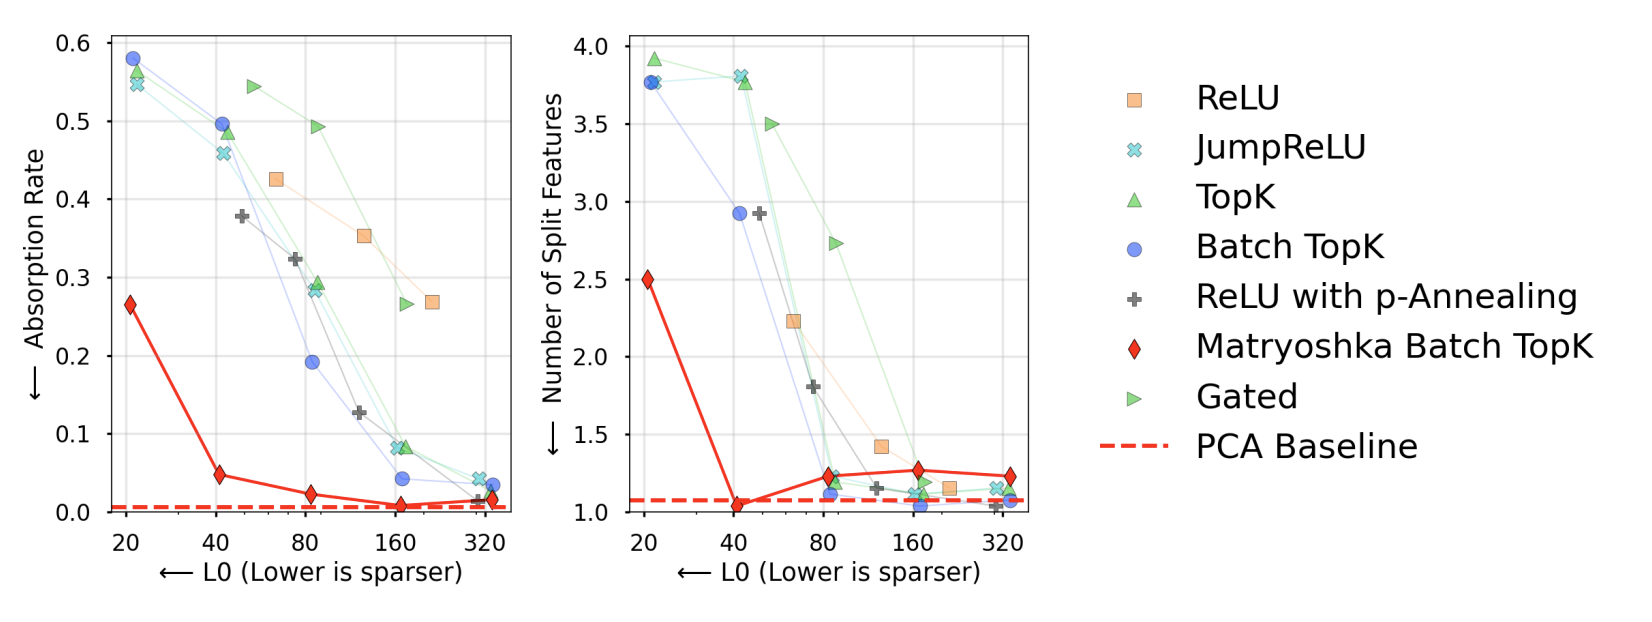 0.6
0.5
0.4
0.3
0.2
0.1
0.0
← Absorption Rate
20 40 80 160 320
← L0 (Lower is sparser)
4.0
3.5
3.0
2.5
2.0
1.5
1.0
← Number of Split Features
20 40 80 160 320
← L0 (Lower is sparser)
ReLU
JumpReLU
TopK
Batch TopK
ReLU with p-Annealing
Matryoshka Batch TopK
Gated
PCA Baseline